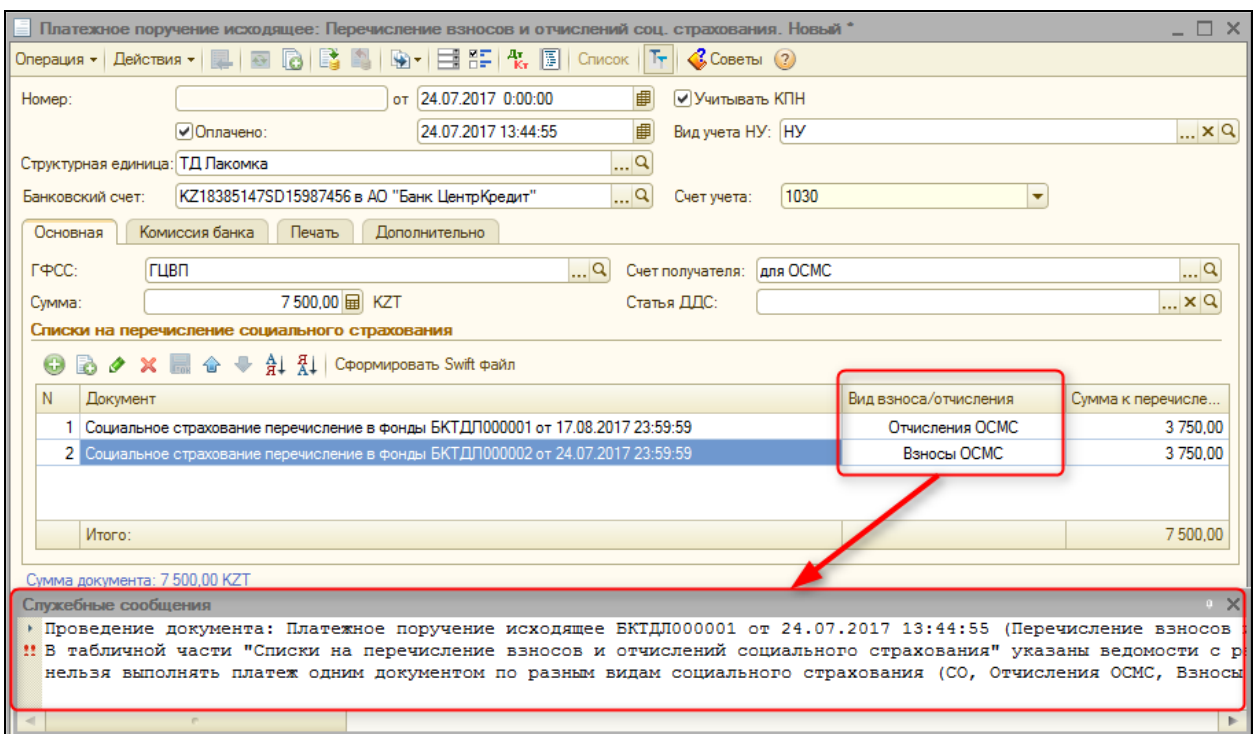 Платежное поручение исходящее: Перечисление взносов и отчислений соц. страхования. Новый *
Операция Действия Список Советы
Номер: от 24.07.2017 0:00:00 Учитывать КПН
Оплачено: 24.07.2017 13:44:55 Вид учета НУ: НУ
Структурная единица: ТД Лакомка
Банковский счет: KZ18385147SD15987456 в АО "Банк ЦентрКредит" Счет учета: 1030
Основная Комиссия банка Печать Дополнительно
ГФСС: ГЦВП Счет получателя: для ОСМС
Сумма: 7 500,00 KZT Статья ДДС:
Списки на перечисление социального страхования
Сформировать Swift файл
N Документ Вид взноса/отчисления Сумма к перечисле...
1 Социальное страхование перечисление в фонды БКТДЛ000001 от 17.08.2017 23:59:59 Отчисления ОСМС 3 750,00
2 Социальное страхование перечисление в фонды БКТДЛ000002 от 24.07.2017 23:59:59 Взносы ОСМС 3 750,00
Итого: 7 500,00
Сумма документа: 7 500,00 KZT
Служебные сообщения
Проведение документа: Платежное поручение исходящее БКТДЛ000001 от 24.07.2017 13:44:55 (Перечисление взносов
!! В табличной части "Списки на перечисление взносов и отчислений социального страхования" указаны ведомости с
нельзя выполнять платеж одним документом по разным видам социального страхования (СО, Отчисления ОСМС, Взносы